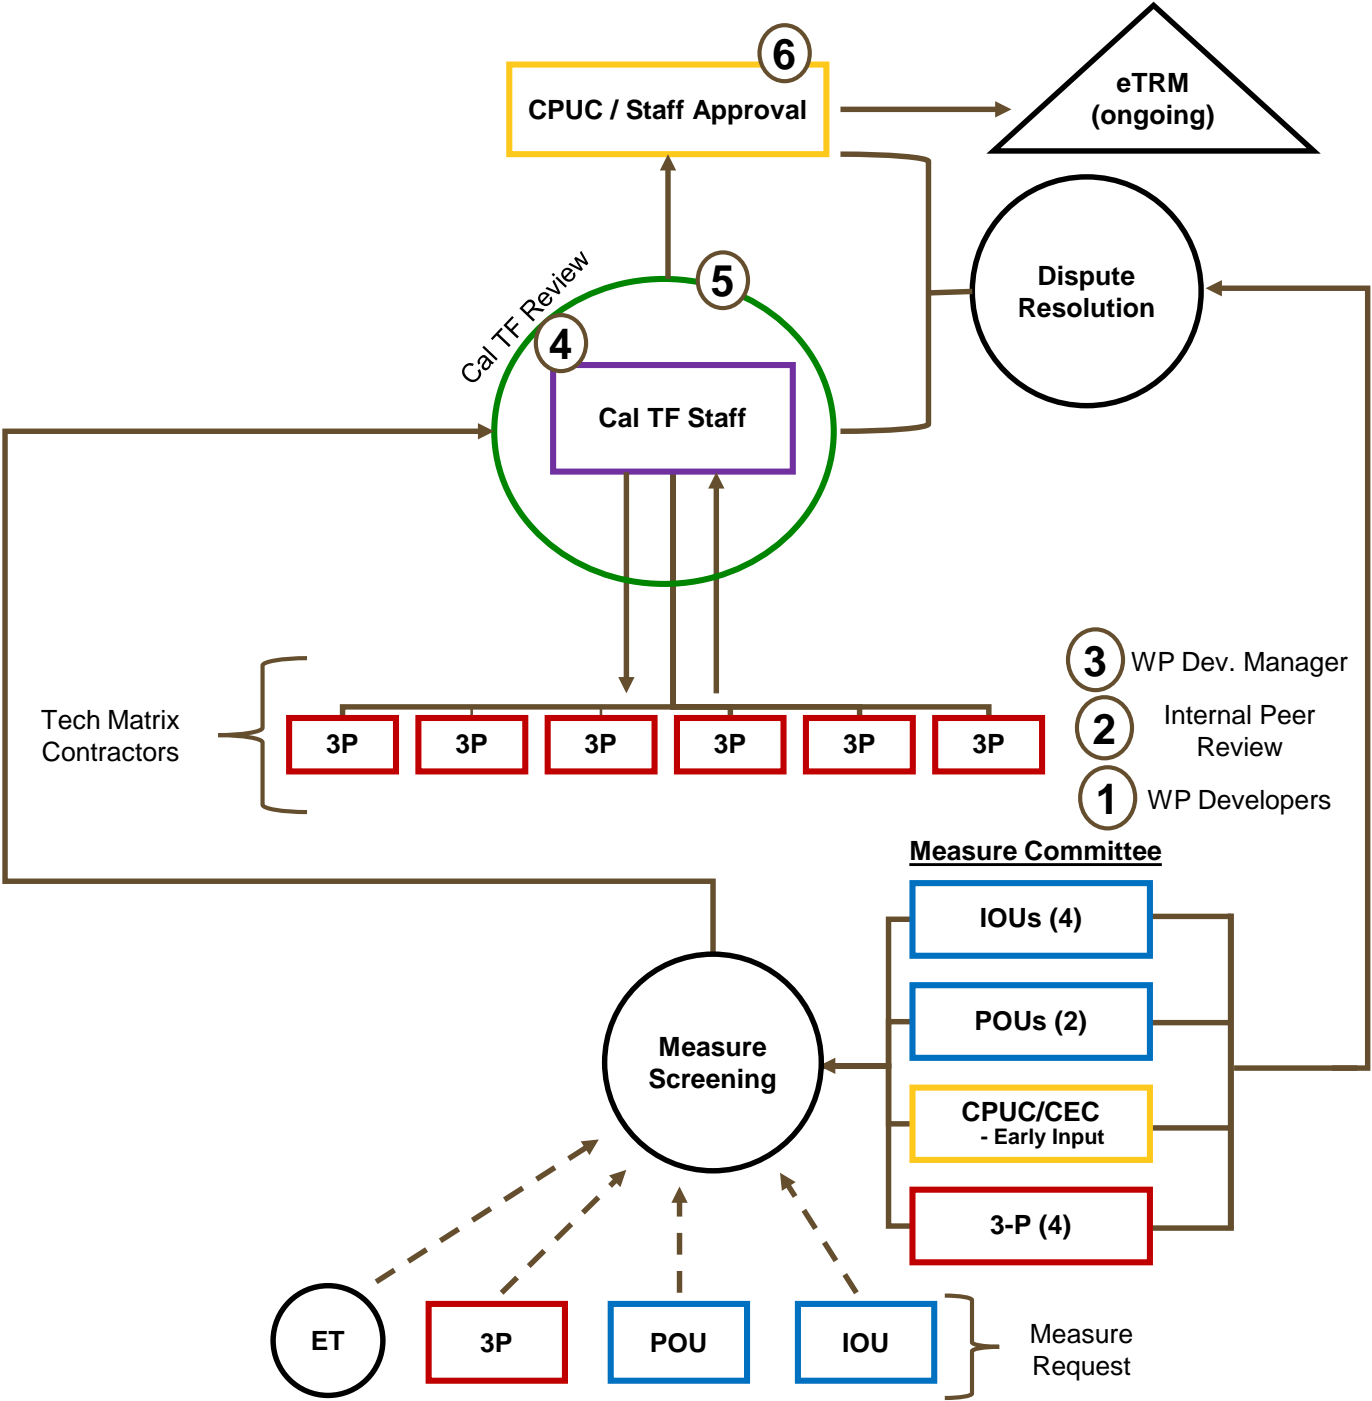 6
CPUC / Staff Approval
eTRM
(ongoing)
Dispute
Resolution
Cal TF Review
5
4
Cal TF Staff
Tech Matrix
Contractors
3P
3P
3P
3P
3P
3P
3
WP Dev. Manager
2
Internal Peer
Review
1
WP Developers
Measure Committee
IOUs (4)
POUs (2)
CPUC/CEC
- Early Input
3-P (4)
Measure
Screening
ET
3P
POU
IOU
Measure
Request